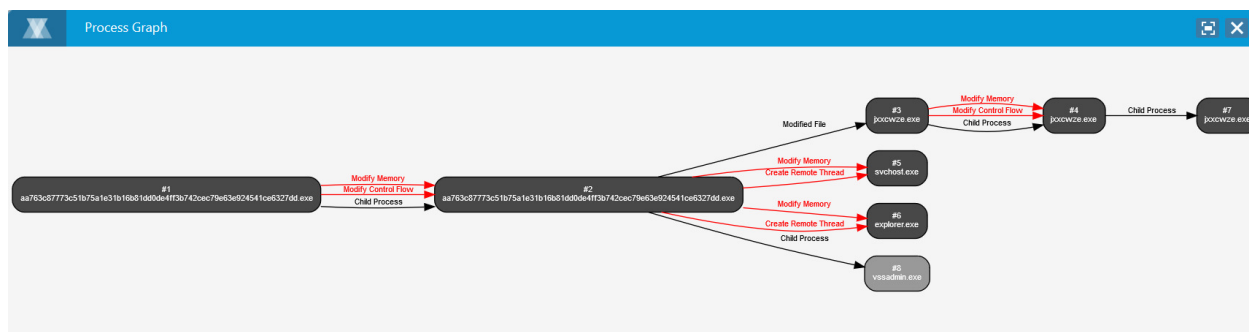 Process Graph
Modify Memory
Modify Control Flow
Child Process
#3
jxxcwze.exe
#4
jxxcwze.exe
Child Process
#7
jxxcwze.exe
Modified File
Modify Memory
Create Remote Thread
#5
svchost.exe
#1
aa763c87773c51b75a1e31b16b81dd0de4ff3b742cec79e63e924541ce6327dd.exe
Modify Memory
Modify Control Flow
Child Process
#2
aa763c87773c51b75a1e31b16b81dd0de4ff3b742cec79e63e924541ce6327dd.exe
Modify Memory
Create Remote Thread
Child Process
#6
explorer.exe
#8
vssadmin.exe